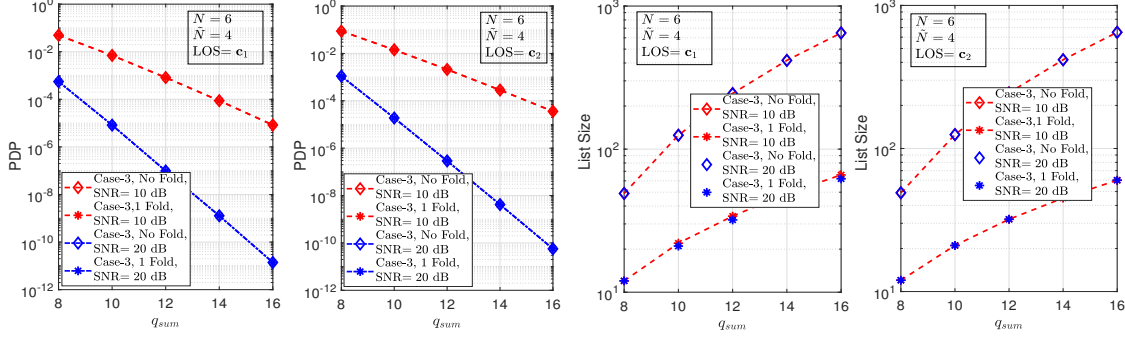 10^0
10^-2
10^-4
10^-6
10^-8
10^-10
10^-12
PDP
8
10
12
14
16
q_sum
N = 6
Ñ = 4
LOS= c_1
Case-3, No Fold,
SNR= 10 dB
Case-3,1 Fold,
SNR= 10 dB
Case-3, No Fold,
SNR= 20 dB
Case-3, 1 Fold,
SNR= 20 dB
10^0
10^-2
10^-4
10^-6
10^-8
10^-10
10^-12
PDP
8
10
12
14
16
q_sum
N = 6
Ñ = 4
LOS= c_2
Case-3, No Fold,
SNR= 10 dB
Case-3, 1 Fold,
SNR= 10 dB
Case-3, No Fold,
SNR= 20 dB
Case-3, 1 Fold,
SNR= 20 dB
10^3
10^2
10^1
List Size
8
10
12
14
16
q_sum
N = 6
Ñ = 4
LOS= c_1
Case-3, No Fold,
SNR= 10 dB
Case-3, 1 Fold,
SNR= 10 dB
Case-3, No Fold,
SNR= 20 dB
Case-3, 1 Fold,
SNR= 20 dB
10^3
10^2
10^1
List Size
8
10
12
14
16
q_sum
N = 6
Ñ = 4
LOS= c_2
Case-3, No Fold,
SNR= 10 dB
Case-3,1 Fold,
SNR= 10 dB
Case-3, No Fold,
SNR= 20 dB
Case-3, 1 Fold,
SNR= 20 dB